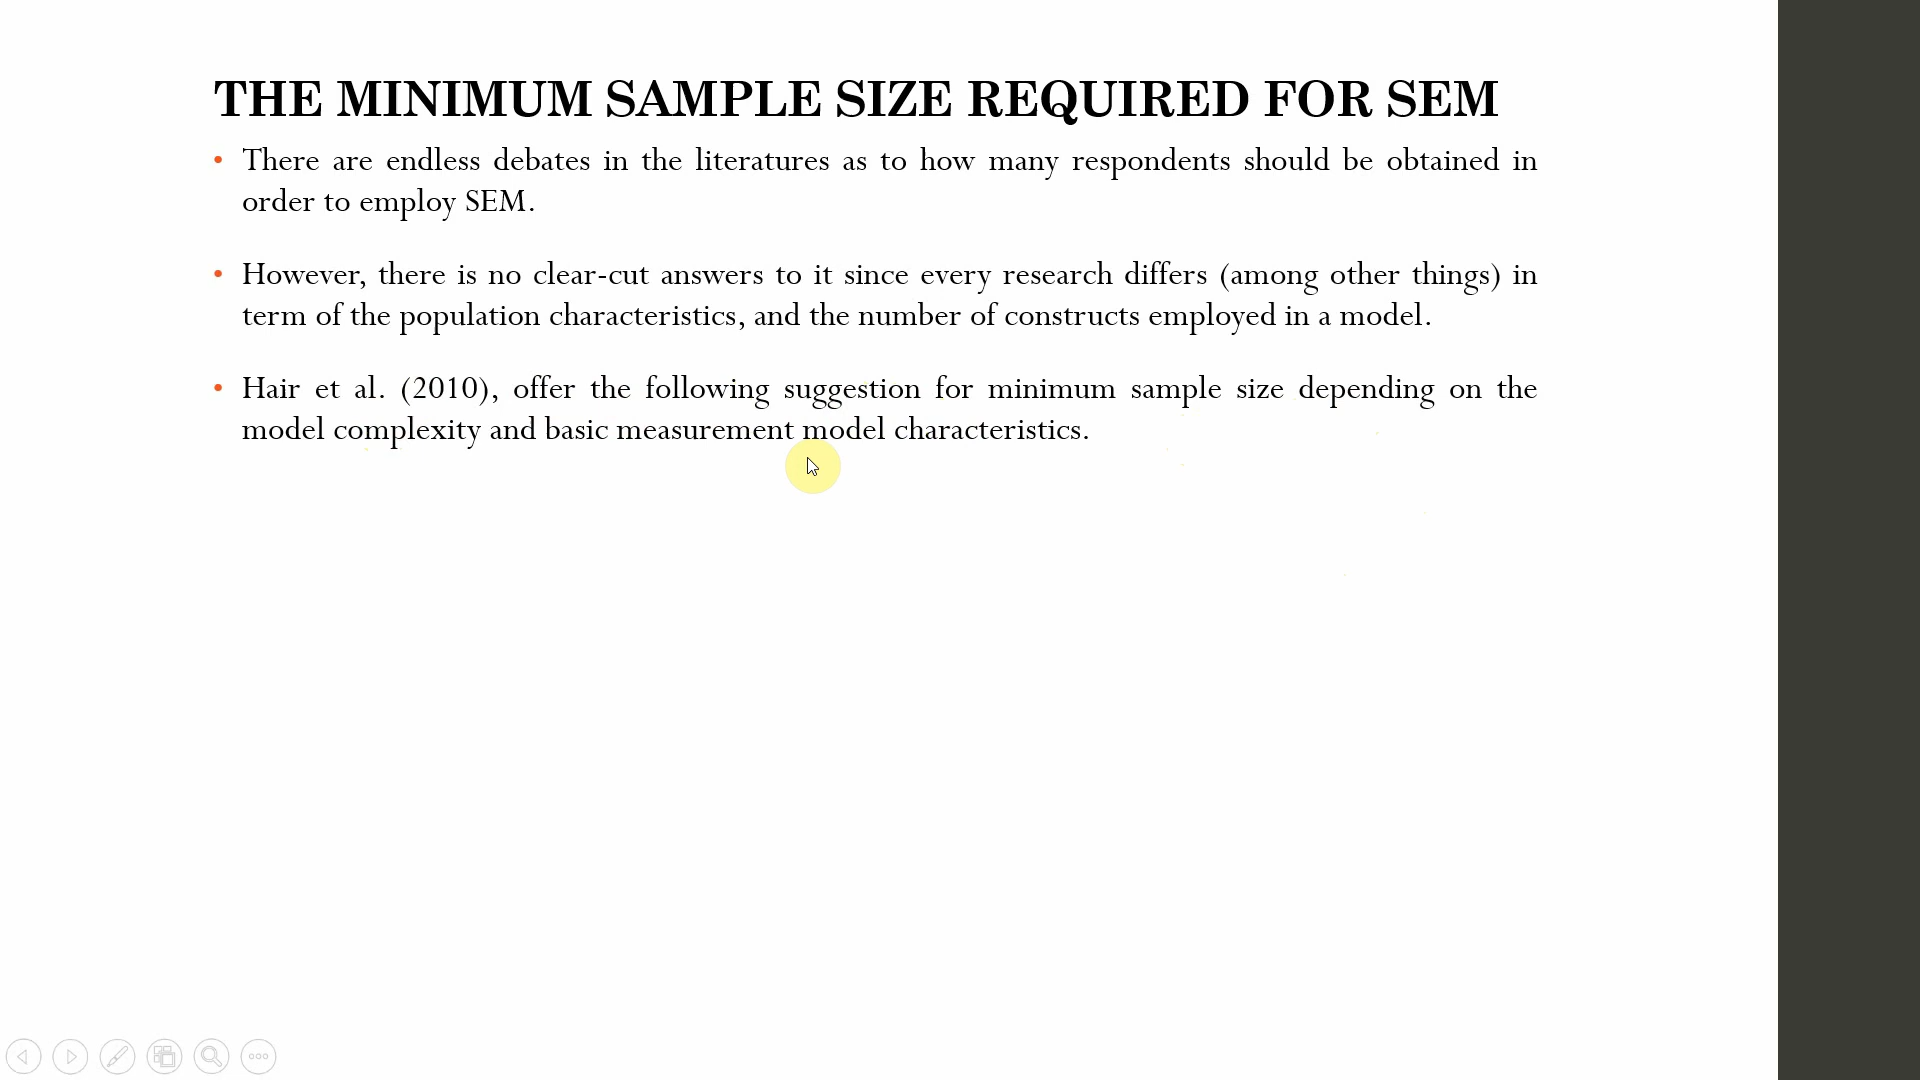 THE MINIMUM SAMPLE SIZE REQUIRED FOR SEM
• There are endless debates in the literatures as to how many respondents should be obtained in
order to employ SEM.
• However, there is no clear-cut answers to it since every research differs (among other things) in
term of the population characteristics, and the number of constructs employed in a model.
• Hair et al. (2010), offer the following suggestion for minimum sample size depending on the
model complexity and basic measurement model characteristics.